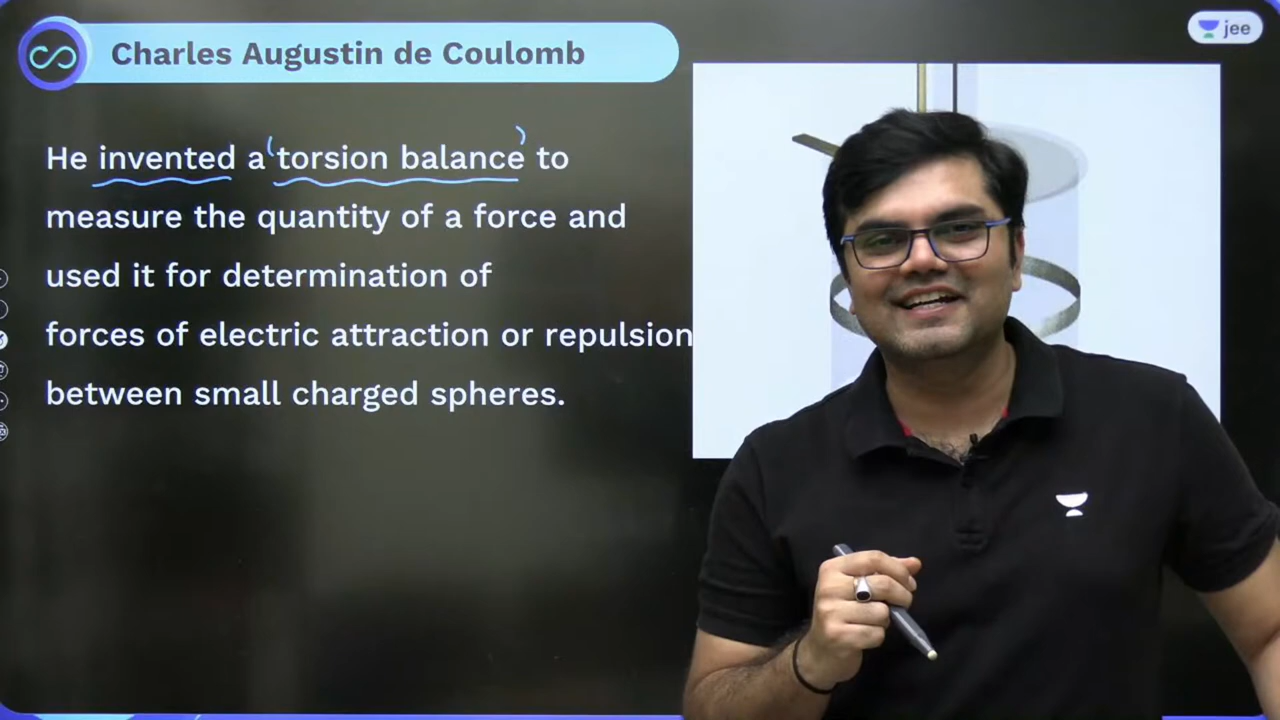 Charles Augustin de Coulomb
jee
He invented a ‘torsion balance’ to
measure the quantity of a force and
used it for determination of
forces of electric attraction or repulsion
between small charged spheres.